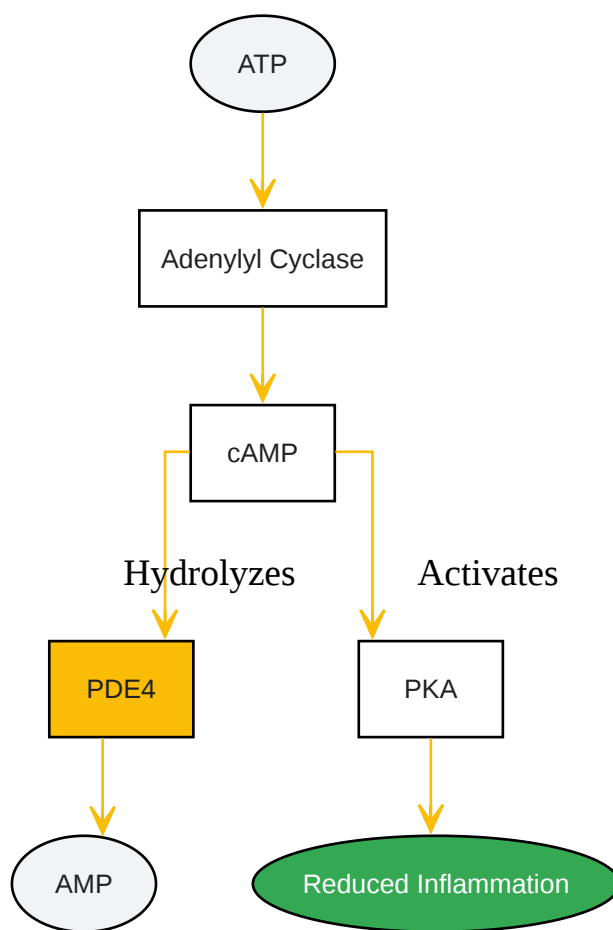 ATP
Adenylyl Cyclase
cAMP
Hydrolyzes
Activates
PDE4
PKA
AMP
Reduced Inflammation